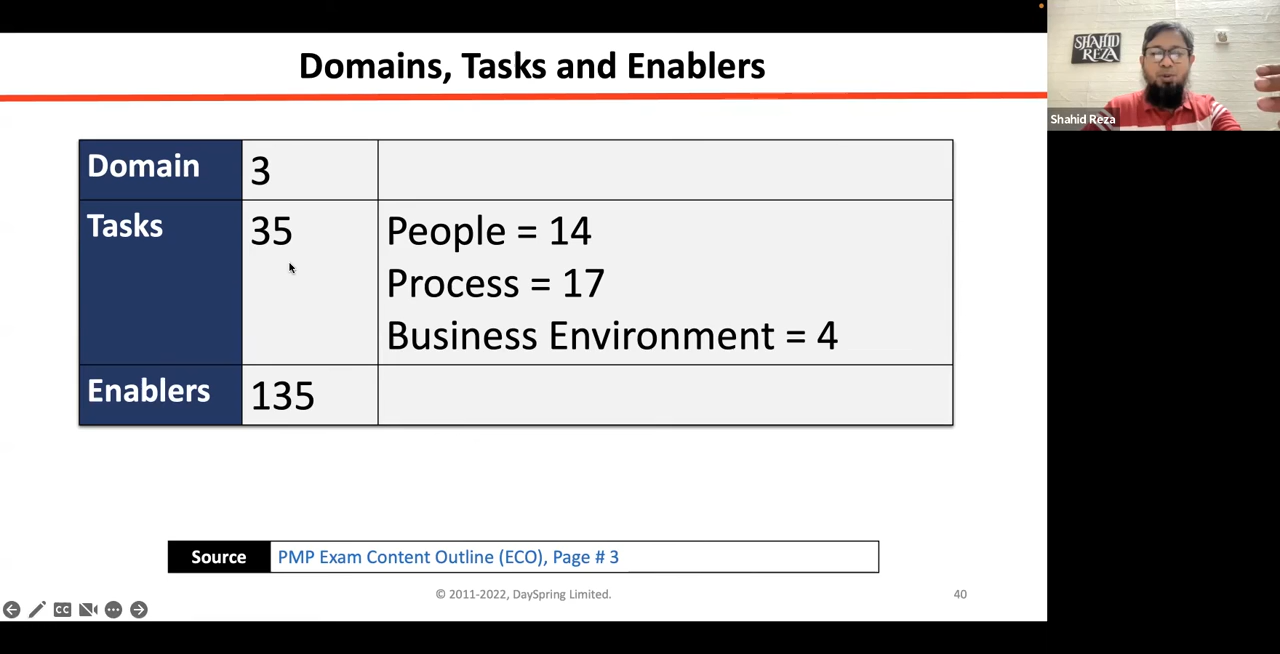 Domains, Tasks and Enablers
SHAHID
REZA
Shahid Reza
Domain 3
Tasks 35 People = 14
Process = 17
Business Environment = 4
Enablers 135
Source PMP Exam Content Outline (ECO), Page # 3
© 2011-2022, DaySpring Limited. 40
CC